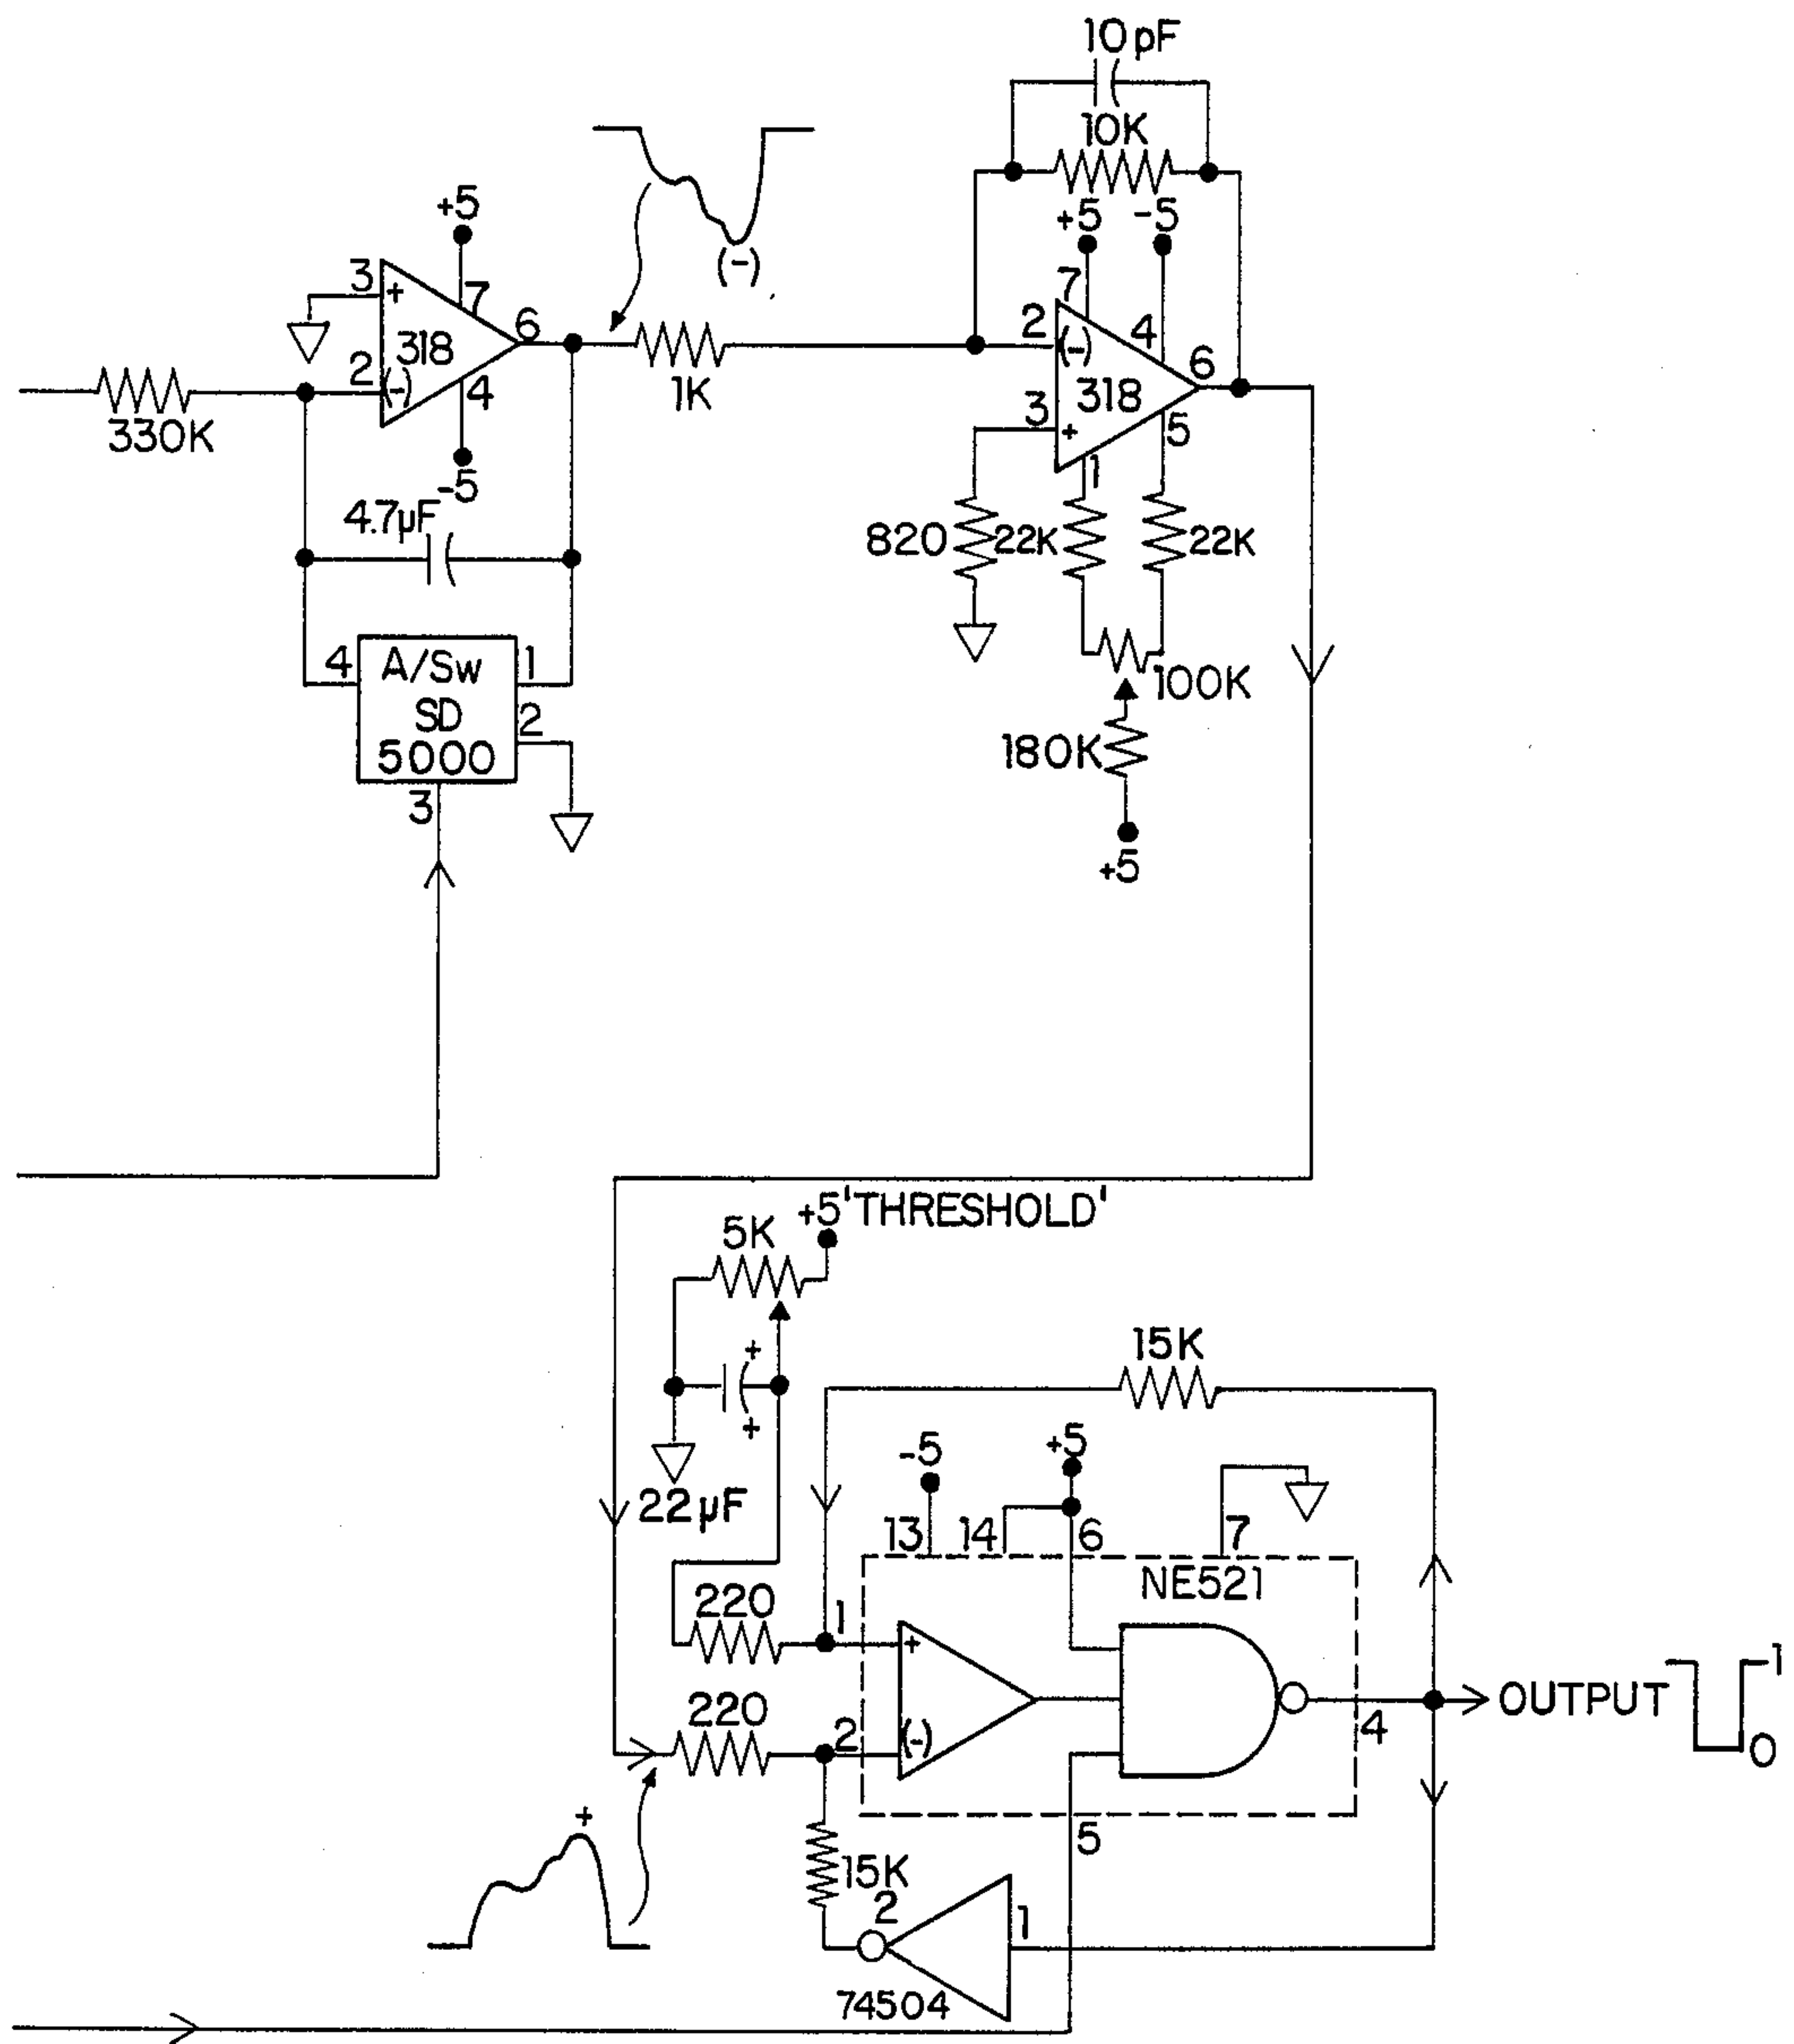 10pF
10K
+5
+5 -5
(-)
3
+
7
6
318
2
(-)
4
-5
330K
1K
7
4
2
(-)
318
6
3
+
5
1
4.7µF
820
22K
22K
4
A/SW
SD
5000
1
2
3
100K
180K
+5
+5 'THRESHOLD'
5K
+
+
22µF
15K
-5
+5
13
14
6
7
NE521
220
1
+
220
2
(-)
4
OUTPUT
1
0
5
+
15K
2
1
74504